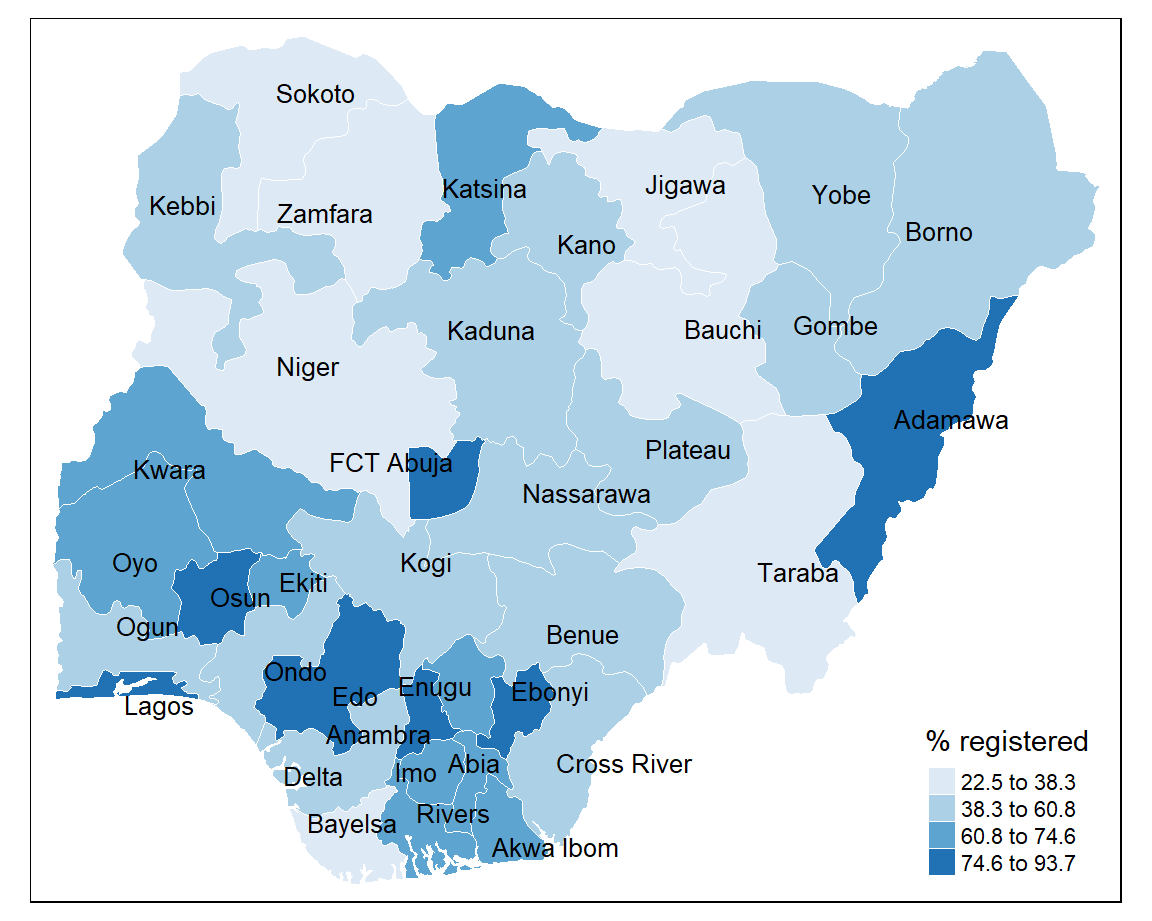 Sokoto
Katsina
Jigawa
Kebbi
Zamfara
Yobe
Kano
Borno
Kaduna
Bauchi
Gombe
Niger
Adamawa
Plateau
FCT Abuja
Kwara
Nassarawa
Oyo
Kogi
Taraba
Ekiti
Osun
Ogun
Benue
Ondo
Enugu
Ebonyi
Edo
Lagos
Anambra
% registered
Delta
Imo
Abia
Cross River
22.5 to 38.3
38.3 to 60.8
Rivers
Bayelsa
60.8 to 74.6
Akwa Ibom
74.6 to 93.7